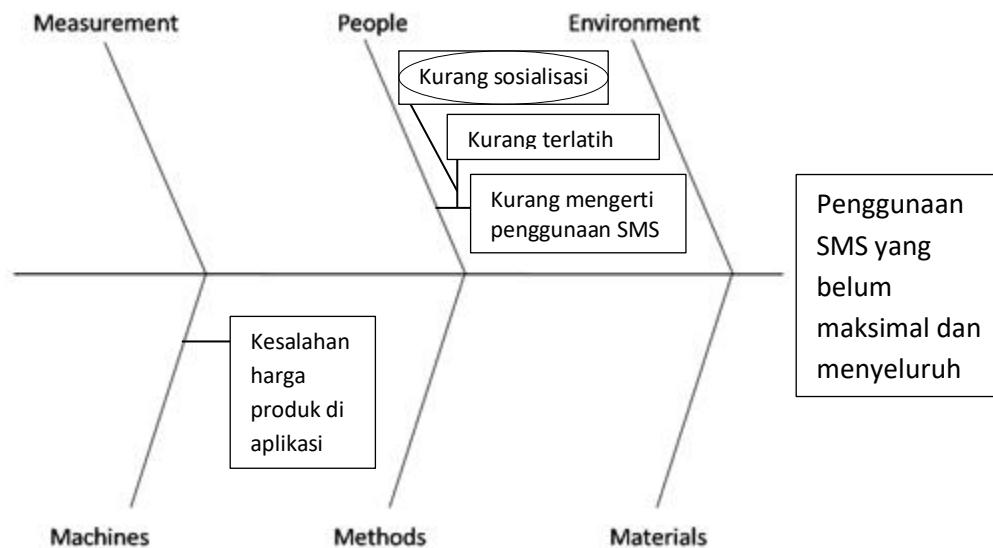 Measurement
People
Environment
Kurang sosialisasi
Kurang terlatih
Kurang mengerti
penggunaan SMS
Penggunaan
SMS yang
belum
maksimal dan
menyeluruh
Kesalahan
harga
produk di
aplikasi
Machines
Methods
Materials